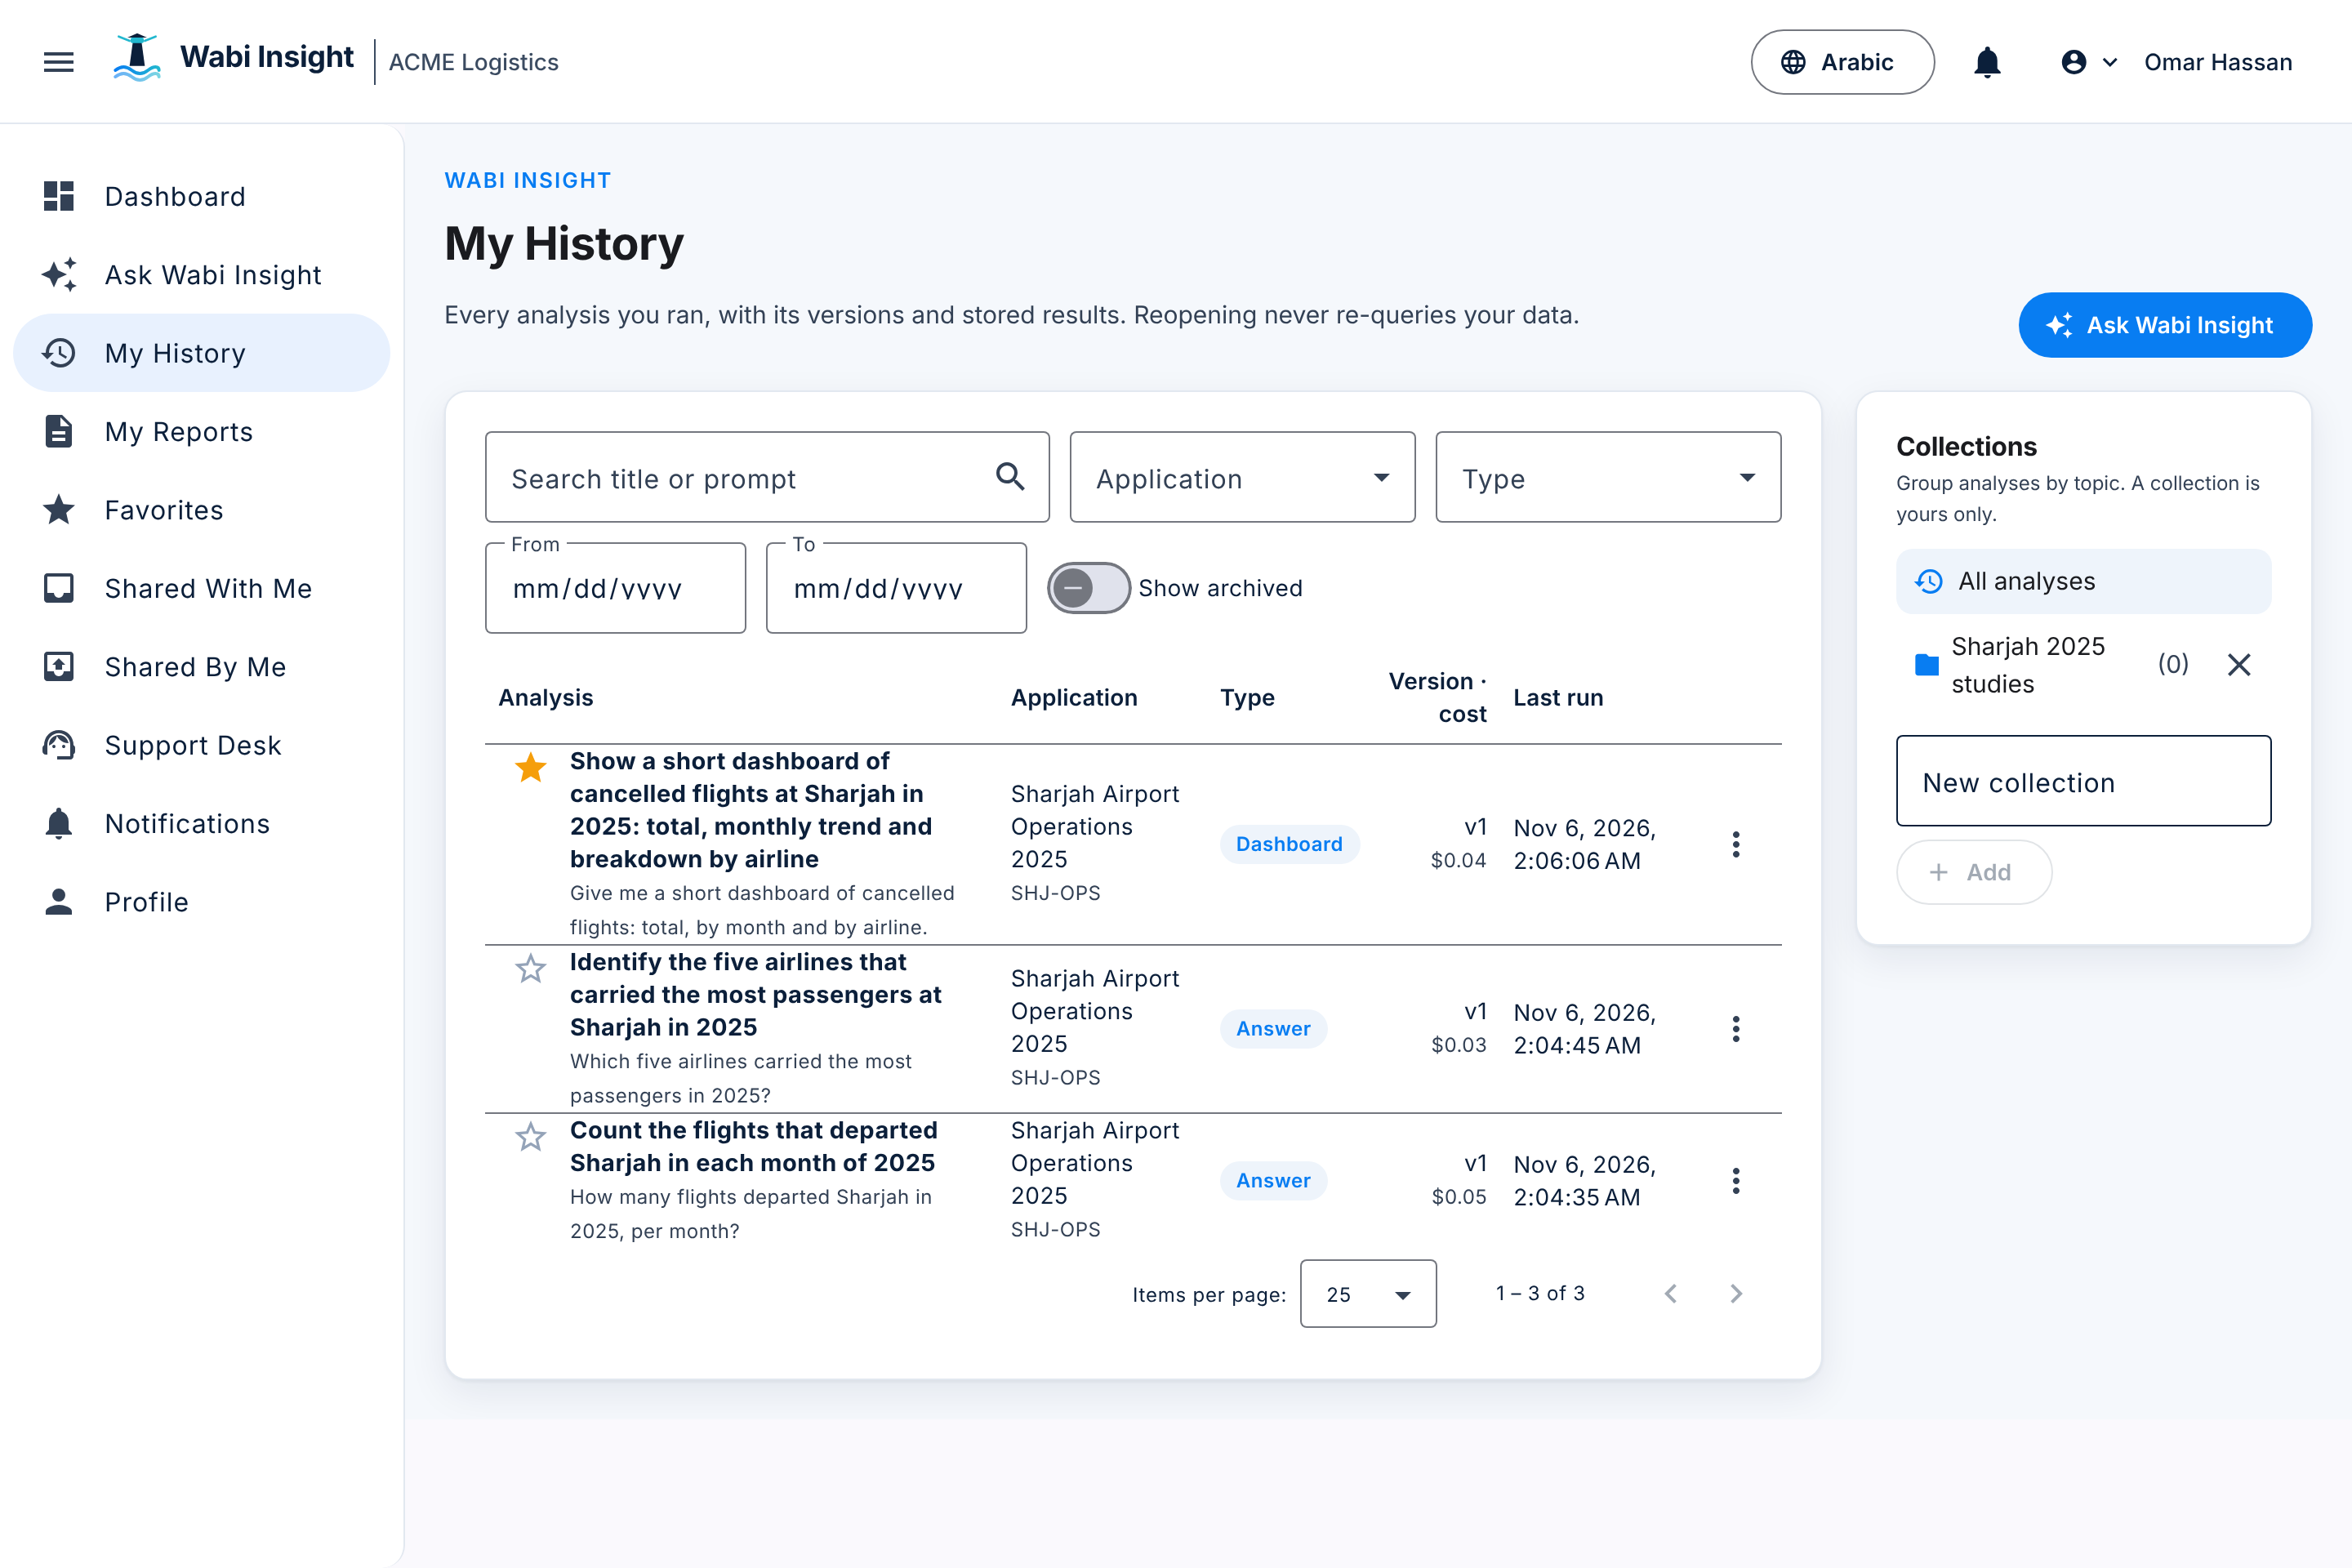 Wabi Insight
ACME Logistics
Arabic
Omar Hassan
Dashboard
Ask Wabi Insight
My History
My Reports
Favorites
Shared With Me
Shared By Me
Support Desk
Notifications
Profile
WABI INSIGHT
My History
Every analysis you ran, with its versions and stored results. Reopening never re-queries your data.
Ask Wabi Insight
Search title or prompt
Application
Type
From
mm/dd/yyyy
To
mm/dd/yyyy
Show archived
Analysis
Application
Type
Version ·
cost
Last run
Show a short dashboard of
cancelled flights at Sharjah in
2025: total, monthly trend and
breakdown by airline
Give me a short dashboard of cancelled
flights: total, by month and by airline.
Sharjah Airport
Operations
2025
SHJ-OPS
Dashboard
v1
$0.04
Nov 6, 2026,
2:06:06 AM
Identify the five airlines that
carried the most passengers at
Sharjah in 2025
Which five airlines carried the most
passengers in 2025?
Sharjah Airport
Operations
2025
SHJ-OPS
Answer
v1
$0.03
Nov 6, 2026,
2:04:45 AM
Count the flights that departed
Sharjah in each month of 2025
How many flights departed Sharjah in
2025, per month?
Sharjah Airport
Operations
2025
SHJ-OPS
Answer
v1
$0.05
Nov 6, 2026,
2:04:35 AM
Items per page:
25
1 – 3 of 3
Collections
Group analyses by topic. A collection is
yours only.
All analyses
Sharjah 2025
studies
(0)
New collection
Add